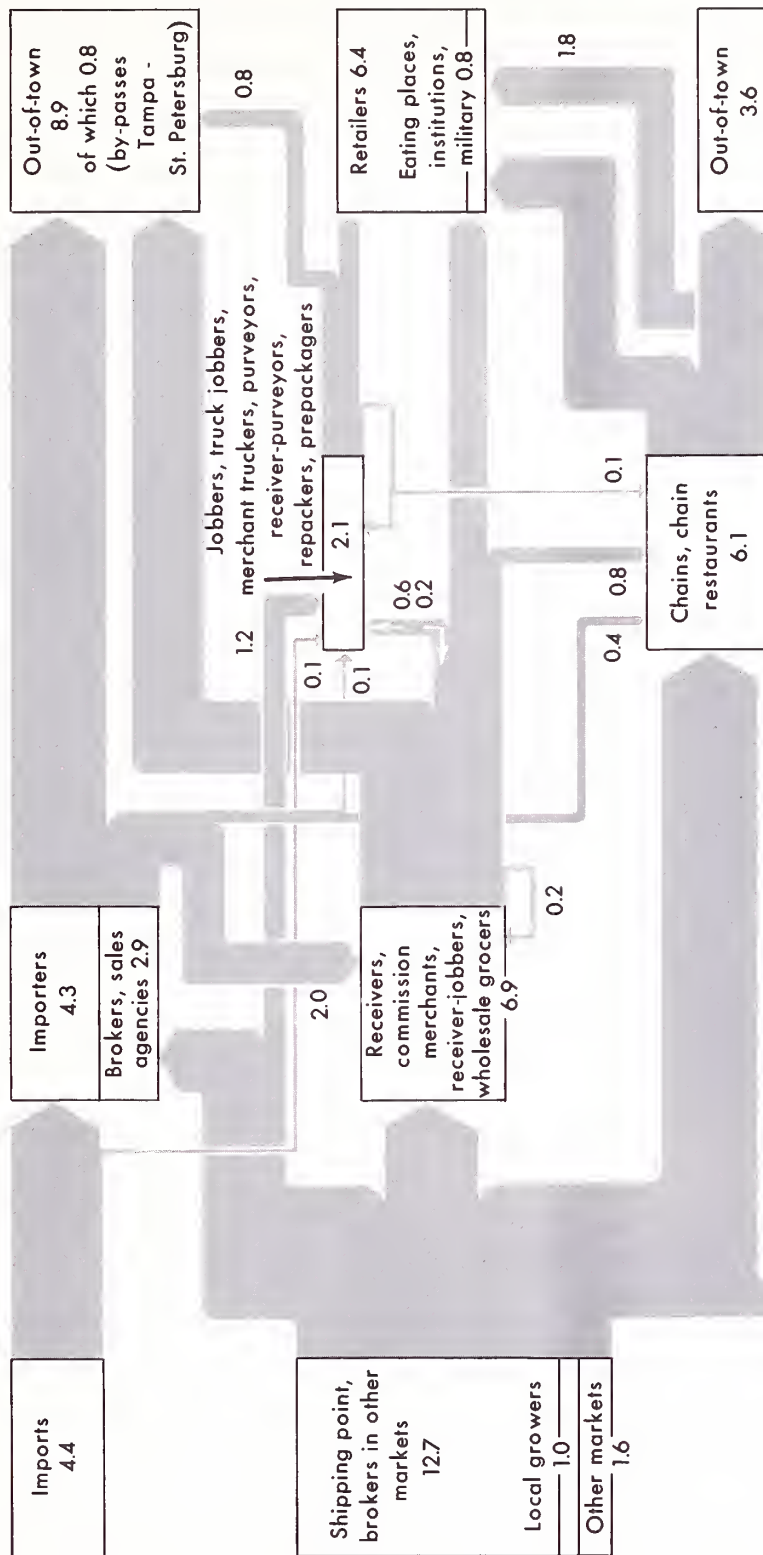 Imports
4.4
Shipping point,
brokers in other
markets
12.7
Local growers
1.0
Other markets
1.6
Importers
4.3
Brokers, sales
agencies 2.9
2.0
Receivers,
commission
merchants,
receiver-jobbers,
wholesale grocers
6.9
0.2
Jobbers, truck jobbers,
merchant truckers, purveyors,
receiver-purveyors,
repackers, prepackagers
1.2
0.1
0.1
2.1
0.6
0.2
0.4
0.8
0.1
Chains, chain
restaurants
6.1
Out-of-town
8.9
of which 0.8
(by-passes
Tampa -
St. Petersburg)
0.8
Retailers 6.4
Eating places,
institutions,
military 0.8
1.8
Out-of-town
3.6